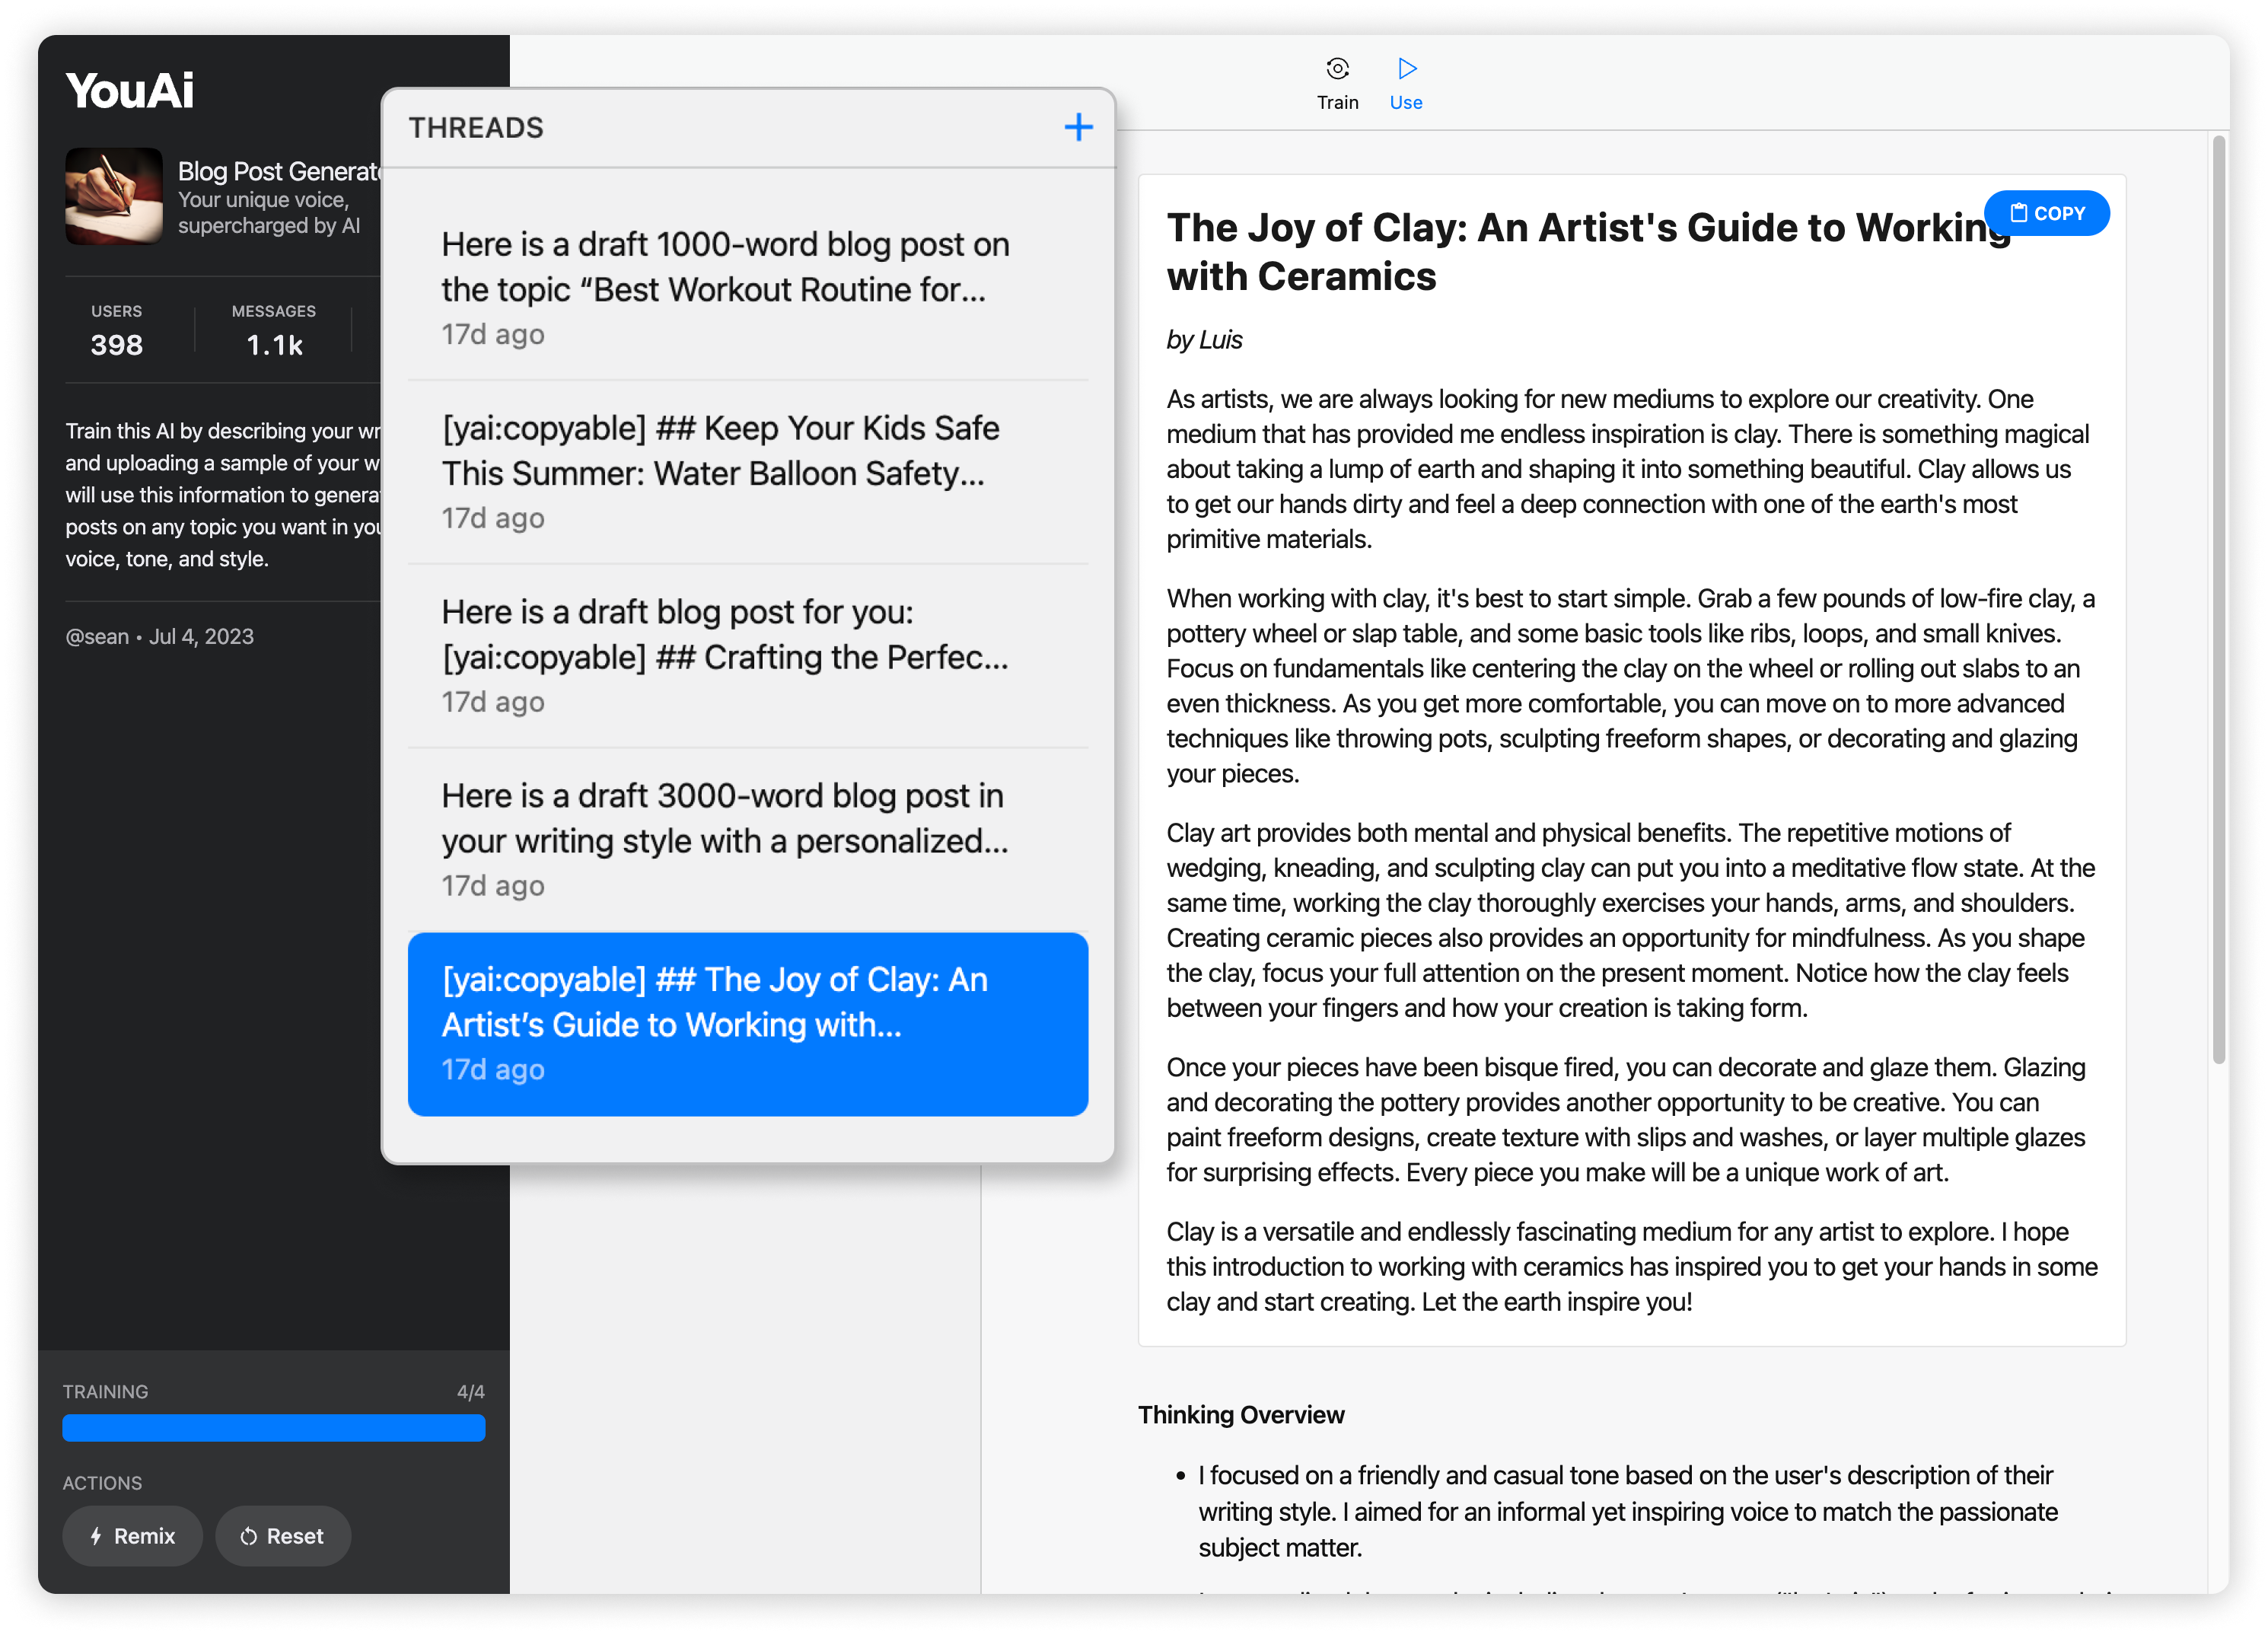 YouAi
Blog Post Generat
Your unique voice,
supercharged by AI
USERS
398
MESSAGES
1.1k
Train this AI by describing your wr
and uploading a sample of your w
will use this information to genera
posts on any topic you want in you
voice, tone, and style.
@sean • Jul 4, 2023
TRAINING
4/4
ACTIONS
Remix
Reset
THREADS
Here is a draft 1000-word blog post on
the topic “Best Workout Routine for...
17d ago
[yai:copyable] ## Keep Your Kids Safe
This Summer: Water Balloon Safety...
17d ago
Here is a draft blog post for you:
[yai:copyable] ## Crafting the Perfec...
17d ago
Here is a draft 3000-word blog post in
your writing style with a personalized...
17d ago
[yai:copyable] ## The Joy of Clay: An
Artist’s Guide to Working with...
17d ago
Train
Use
COPY
The Joy of Clay: An Artist's Guide to Working
with Ceramics
by Luis
As artists, we are always looking for new mediums to explore our creativity. One
medium that has provided me endless inspiration is clay. There is something magical
about taking a lump of earth and shaping it into something beautiful. Clay allows us
to get our hands dirty and feel a deep connection with one of the earth's most
primitive materials.
When working with clay, it's best to start simple. Grab a few pounds of low-fire clay, a
pottery wheel or slap table, and some basic tools like ribs, loops, and small knives.
Focus on fundamentals like centering the clay on the wheel or rolling out slabs to an
even thickness. As you get more comfortable, you can move on to more advanced
techniques like throwing pots, sculpting freeform shapes, or decorating and glazing
your pieces.
Clay art provides both mental and physical benefits. The repetitive motions of
wedging, kneading, and sculpting clay can put you into a meditative flow state. At the
same time, working the clay thoroughly exercises your hands, arms, and shoulders.
Creating ceramic pieces also provides an opportunity for mindfulness. As you shape
the clay, focus your full attention on the present moment. Notice how the clay feels
between your fingers and how your creation is taking form.
Once your pieces have been bisque fired, you can decorate and glaze them. Glazing
and decorating the pottery provides another opportunity to be creative. You can
paint freeform designs, create texture with slips and washes, or layer multiple glazes
for surprising effects. Every piece you make will be a unique work of art.
Clay is a versatile and endlessly fascinating medium for any artist to explore. I hope
this introduction to working with ceramics has inspired you to get your hands in some
clay and start creating. Let the earth inspire you!
Thinking Overview
• I focused on a friendly and casual tone based on the user's description of their
writing style. I aimed for an informal yet inspiring voice to match the passionate
subject matter.